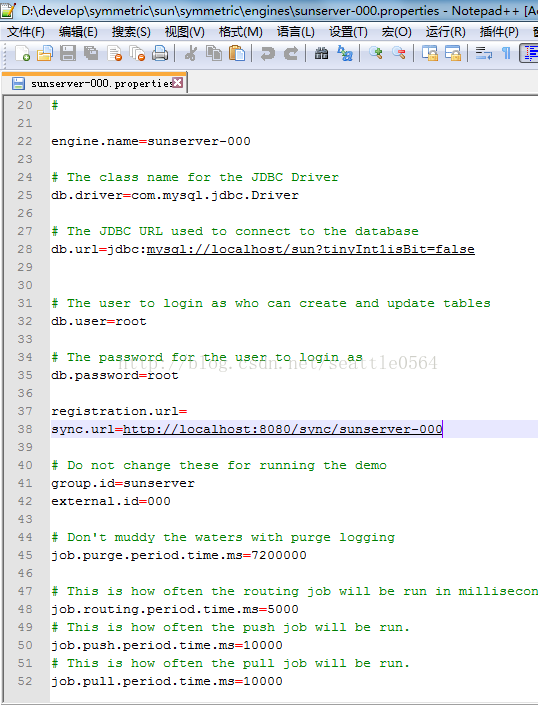 D:\develop\symmetric\sun\symmetric\engines\sunserver-000.properties - Notepad++ [Ad
文件(F) 编辑(E) 搜索(S) 视图(V) 格式(M) 语言(L) 设置(T) 宏(O) 运行(R) 插件(P)
sunserver-000.properties
20 #
21
22 engine.name=sunserver-000
23
24 # The class name for the JDBC Driver
25 db.driver=com.mysql.jdbc.Driver
26
27 # The JDBC URL used to connect to the database
28 db.url=jdbc:mysql://localhost/sun?tinyInt1isBit=false
29
30
31 # The user to login as who can create and update tables
32 db.user=root
33
34 # The password for the user to login as
http://blog.csdn.net/seattle0564
35 db.password=root
36
37 registration.url=
38 sync.url=http://localhost:8080/sync/sunserver-000
39
40 # Do not change these for running the demo
41 group.id=sunserver
42 external.id=000
43
44 # Don't muddy the waters with purge logging
45 job.purge.period.time.ms=7200000
46
47 # This is how often the routing job will be run in millisecon
48 job.routing.period.time.ms=5000
49 # This is how often the push job will be run.
50 job.push.period.time.ms=10000
51 # This is how often the pull job will be run.
52 job.pull.period.time.ms=10000